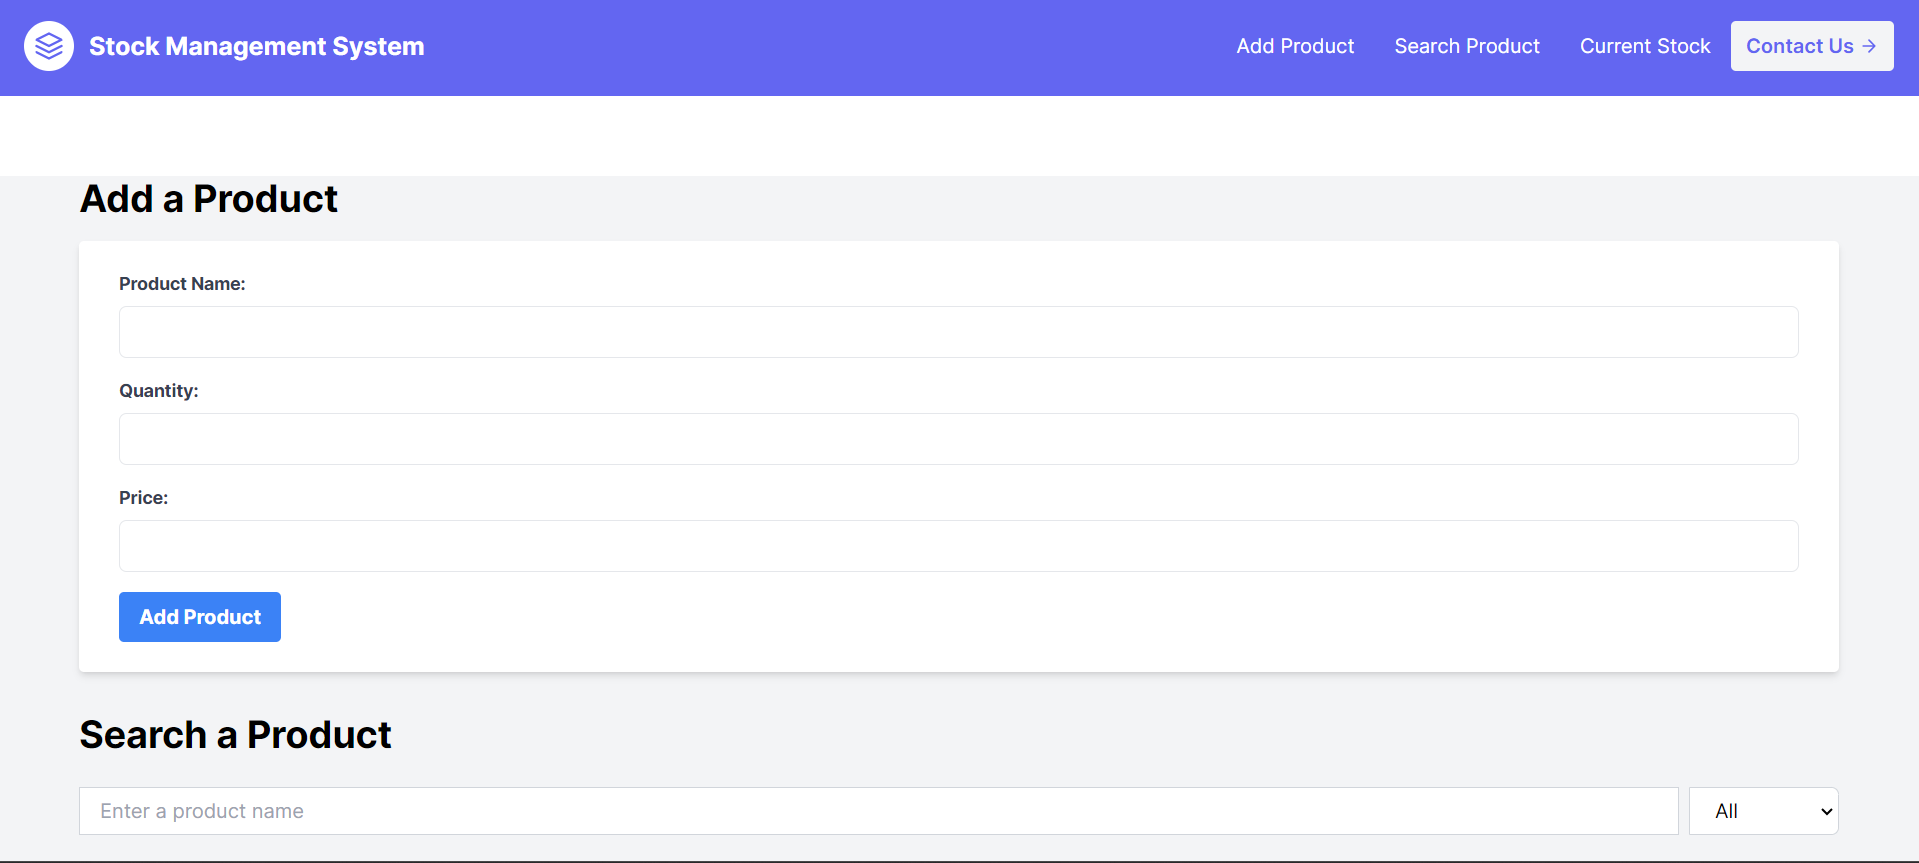 Stock Management System
Add Product
Search Product
Current Stock
Contact Us →
Add a Product
Product Name:
Quantity:
Price:
Add Product
Search a Product
Enter a product name
All